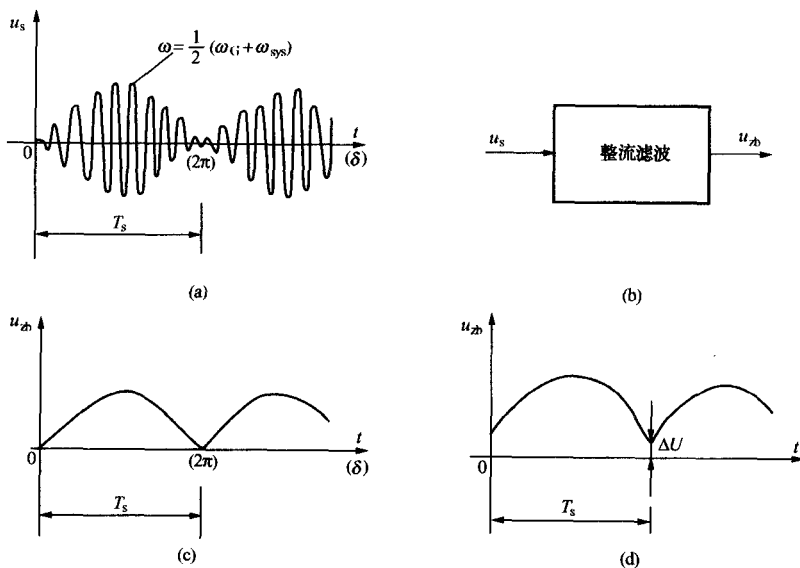 u_s
ω=1/2 (ω_G+ω_sys)
0
(2π)
t
(δ)
T_s
(a)
u_s
整流滤波
u_zb
(b)
u_zb
0
(2π)
t
(δ)
T_s
(c)
u_zb
0
ΔU
t
T_s
(d)